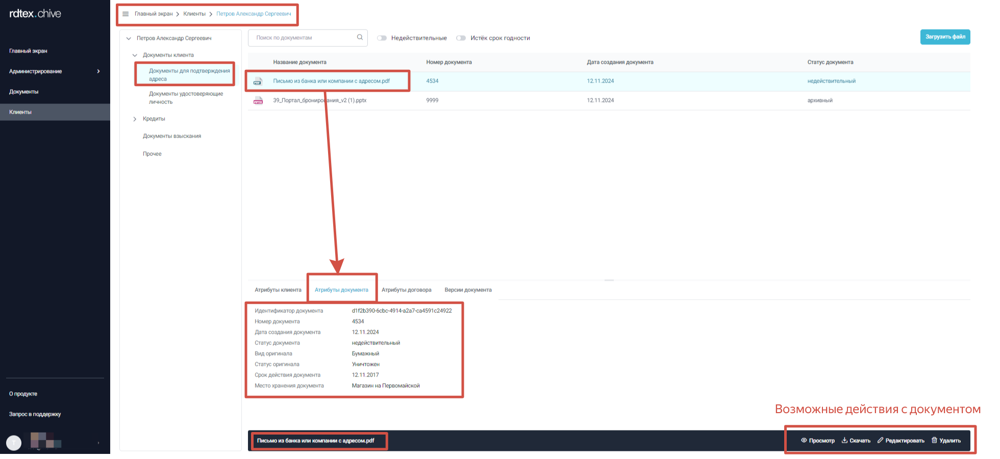 rdtex.chive
Главный экран
Администрирование
Документы
Клиенты
О продукте
Запрос в поддержку
T
Главный экран > Клиенты > Петров Александр Сергеевич
Петров Александр Сергеевич
Документы клиента
Документы для подтверждения
адреса
Документы удостоверяющие
личность
Кредиты
Документы взыскания
Прочее
Поиск по документам
Недействительные
Истёк срок годности
Загрузить файл
Название документа Номер документа Дата создания документа Статус документа
PDF Письмо из банка или компании с адресом.pdf 4534 12.11.2024 недействительный
PPTX 39_Портал_бронирования_v2 (1).pptx 9999 12.11.2024 архивный
Атрибуты клиента Атрибуты документа Атрибуты договора Версии документа
Идентификатор документа d1f2b390-6cbc-4914-a2a7-ca4591c24922
Номер документа 4534
Дата создания документа 12.11.2024
Статус документа недействительный
Вид оригинала Бумажный
Статус оригинала Уничтожен
Срок действия документа 12.11.2017
Место хранения документа Магазин на Первомайской
Возможные действия с документом
Письмо из банка или компании с адресом.pdf
Просмотр Скачать Редактировать Удалить